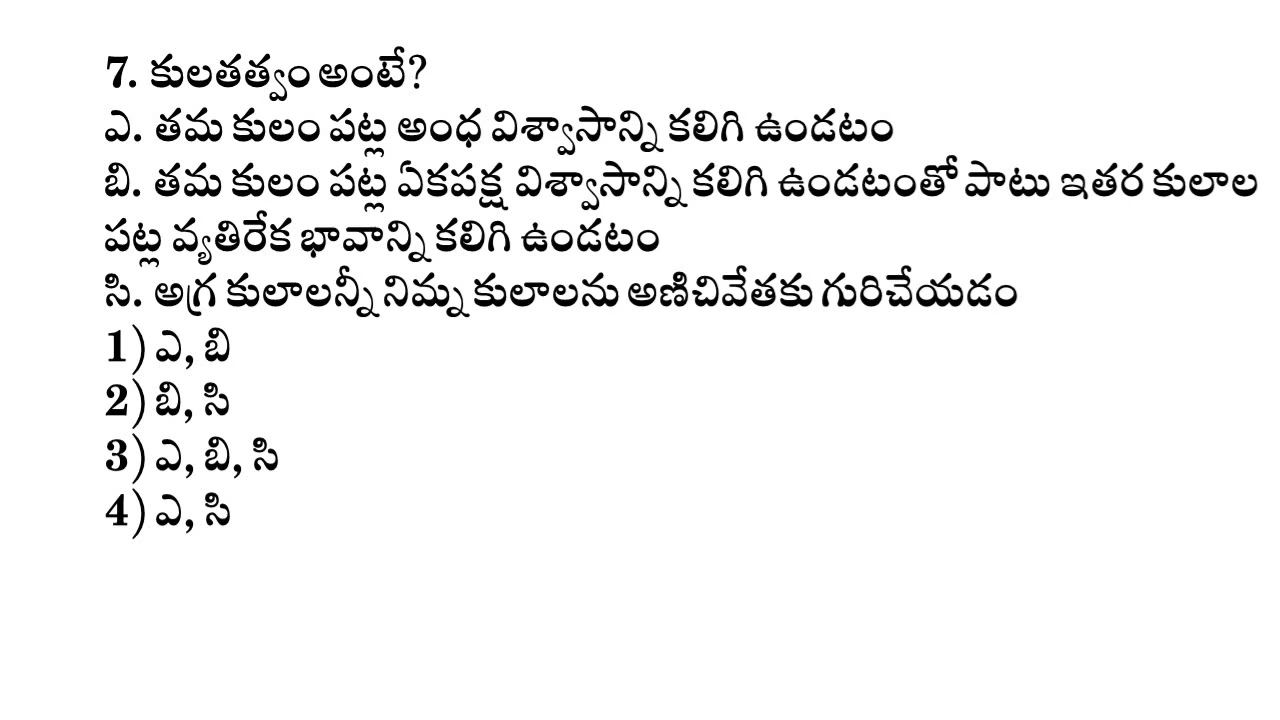 7. కులతత్వం అంటే?
ఎ. తమ కులం పట్ల అంధ విశ్వాసాన్ని కలిగి ఉండటం
బి. తమ కులం పట్ల ఏకపక్ష విశ్వాసాన్ని కలిగి ఉండటంతో పాటు ఇతర కులాల
పట్ల వ్యతిరేక భావాన్ని కలిగి ఉండటం
సి. అగ్ర కులాలన్నీ నిమ్న కులాలను అణిచివేతకు గురిచేయడం
1) ఎ, బి
2) బి, సి
3) ఎ, బి, సి
4) ఎ, సి